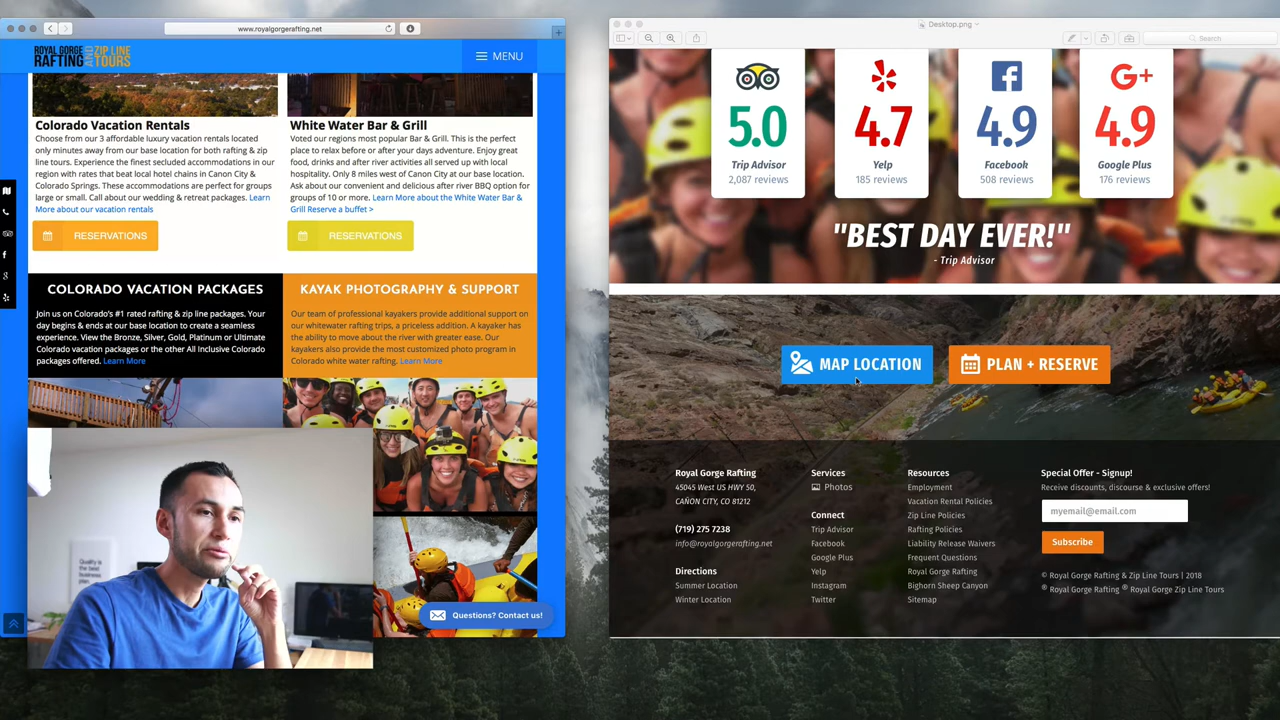 www.royalgorgerafting.net
ROYAL GORGE
RAFTING
AND
ZIP LINE
TOURS
MENU
Colorado Vacation Rentals
Choose from our 3 affordable luxury vacation rentals located
only minutes away from our base location for both rafting & zip
line tours. Experience the finest secluded accommodations in our
region with rates that beat local hotel chains in Canon City &
Colorado Springs. These accommodations are perfect for groups
large or small. Call about our wedding & retreat packages. Learn
More about our vacation rentals
RESERVATIONS
White Water Bar & Grill
Voted our regions most popular Bar & Grill. This is the perfect
place to relax before or after your days adventure. Enjoy great
food, drinks and after river activities all served up with local
hospitality. Only 8 miles west of Canon City at our base location.
Ask about our convenient and delicious after river BBQ option for
groups of 10 or more. Learn More about the White Water Bar &
Grill Reserve a buffet >
RESERVATIONS
COLORADO VACATION PACKAGES
Join us on Colorado's #1 rated rafting & zip line packages. Your
day begins & ends at our base location to create a seamless
experience. View the Bronze, Silver, Gold, Platinum or Ultimate
Colorado vacation packages or the other All Inclusive Colorado
packages offered. Learn More
KAYAK PHOTOGRAPHY & SUPPORT
Our team of professional kayakers provide additional support on
our whitewater rafting trips, a priceless addition. A kayaker has
the ability to move about the river with greater ease. Our
kayakers also provide the most customized photo program in
Colorado white water rafting. Learn More
Questions? Contact us!
Desktop.png
Search
5.0
Trip Advisor
2,087 reviews
4.7
Yelp
185 reviews
4.9
Facebook
508 reviews
G+
4.9
Google Plus
176 reviews
"BEST DAY EVER!"
- Trip Advisor
MAP LOCATION
PLAN + RESERVE
Royal Gorge Rafting
45045 West US HWY 50,
CAÑON CITY, CO 81212
(719) 275 7238
info@royalgorgerafting.net
Directions
Summer Location
Winter Location
Services
Photos
Connect
Trip Advisor
Facebook
Google Plus
Yelp
Instagram
Twitter
Resources
Employment
Vacation Rental Policies
Zip Line Policies
Rafting Policies
Liability Release Waivers
Frequent Questions
Royal Gorge Rafting
Bighorn Sheep Canyon
Sitemap
Special Offer - Signup!
Receive discounts, discourse & exclusive offers!
myemail@email.com
Subscribe
© Royal Gorge Rafting & Zip Line Tours | 2018
® Royal Gorge Rafting ® Royal Gorge Zip Line Tours